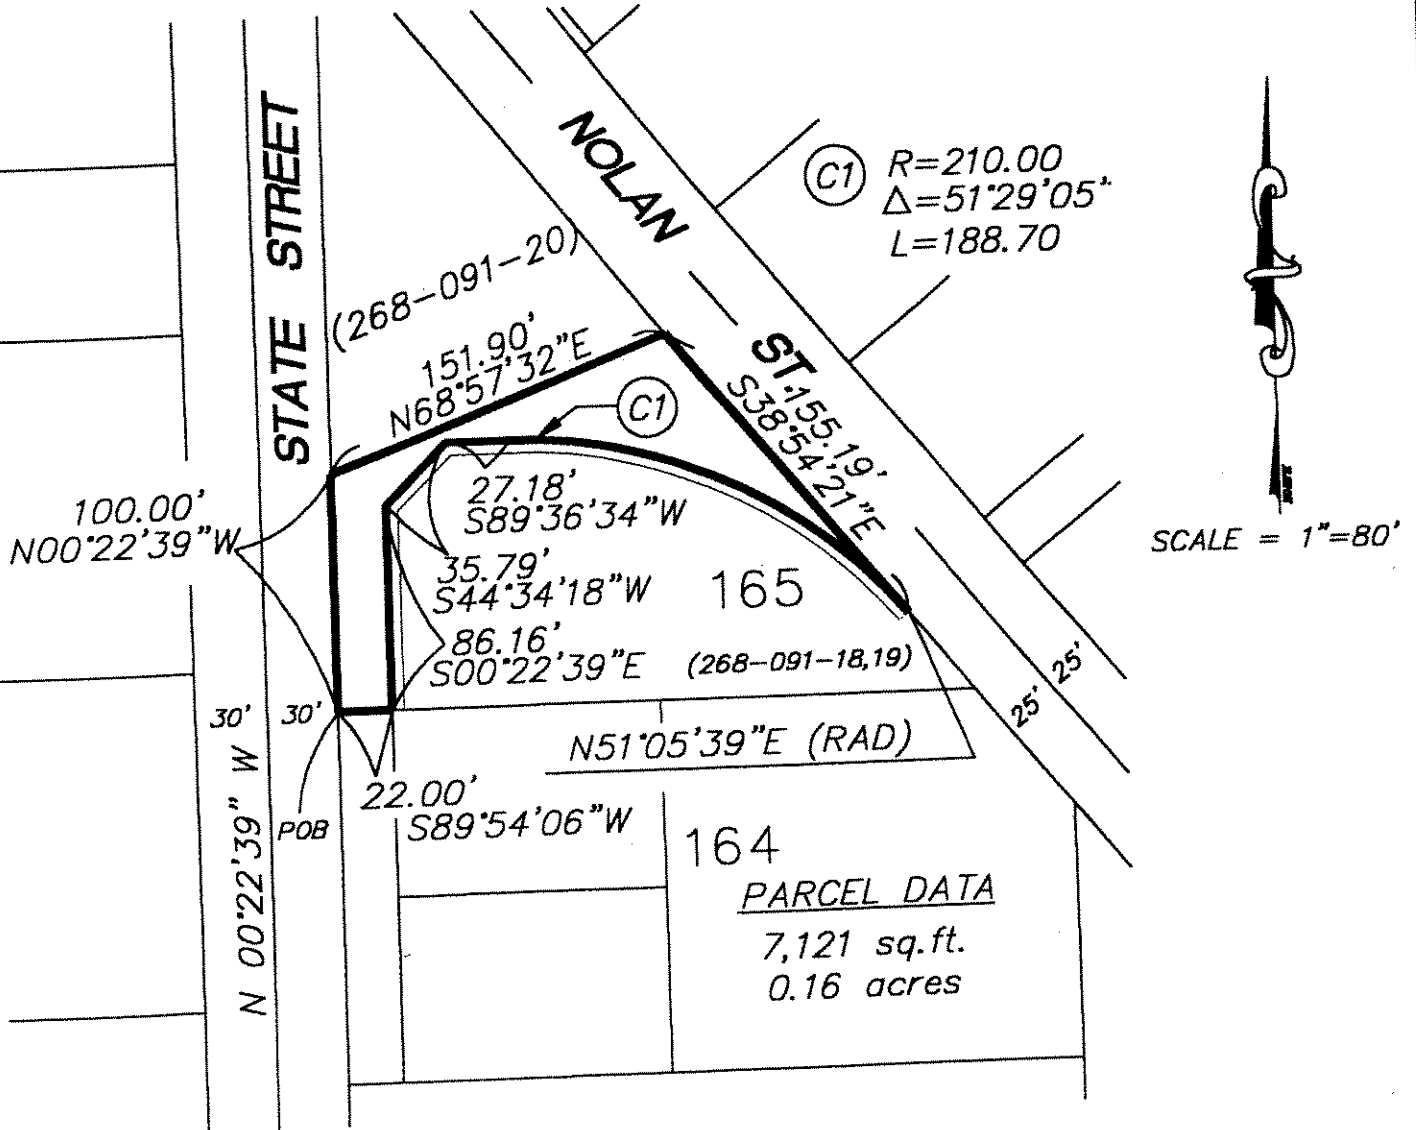 STATE STREET
NOLAN ST.
C1
R=210.00
△=51°29'05"
L=188.70
(268-091-20)
151.90'
N68°57'32"E
C1
155.19'
S38°54'21"E
100.00'
N00°22'39"W
27.18'
S89°36'34"W
35.79'
S44°34'18"W
86.16'
S00°22'39"E
165
(268-091-18,19)
SCALE = 1"=80'
30' 30'
25' 25'
N51°05'39"E (RAD)
22.00'
S89°54'06"W
POB
N 00°22'39" W
164
PARCEL DATA
7,121 sq.ft.
0.16 acres